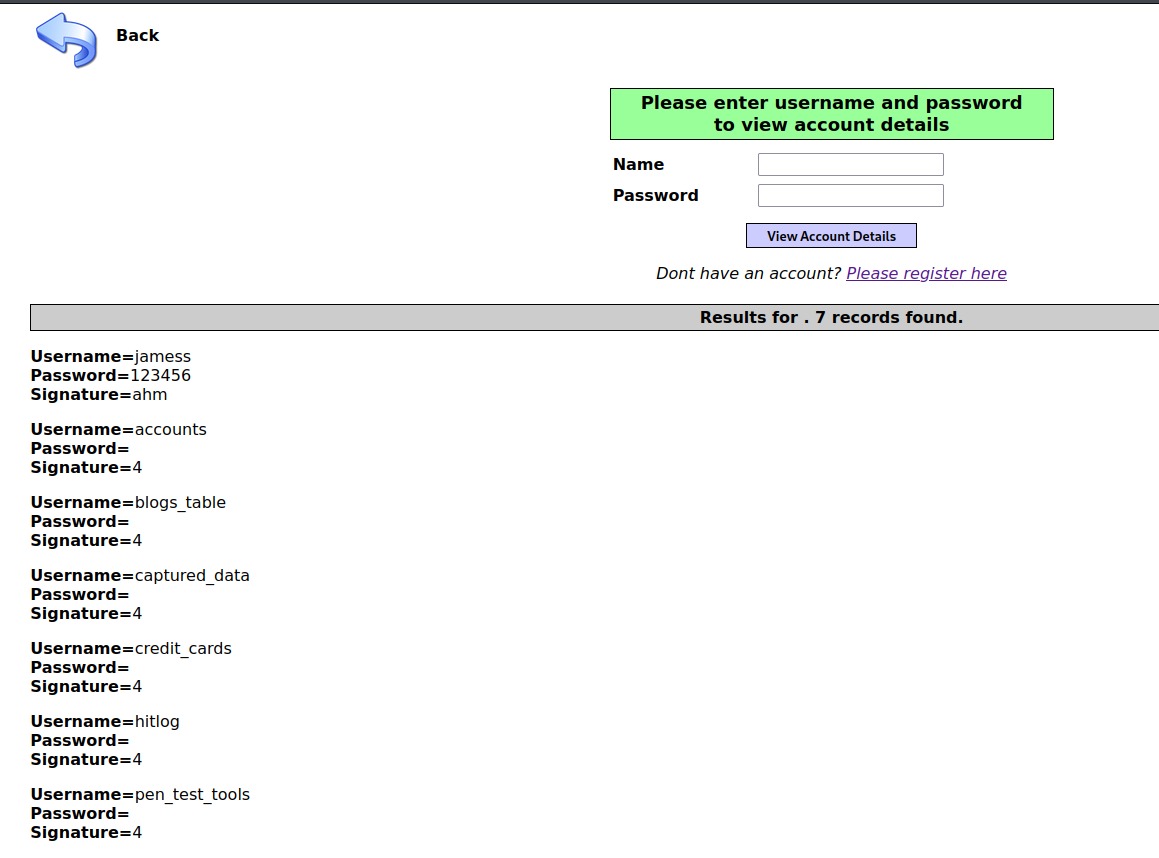 Back
Please enter username and password
to view account details
Name
Password
View Account Details
Dont have an account? Please register here
Results for . 7 records found.
Username=jamess
Password=123456
Signature=ahm
Username=accounts
Password=
Signature=4
Username=blogs_table
Password=
Signature=4
Username=captured_data
Password=
Signature=4
Username=credit_cards
Password=
Signature=4
Username=hitlog
Password=
Signature=4
Username=pen_test_tools
Password=
Signature=4